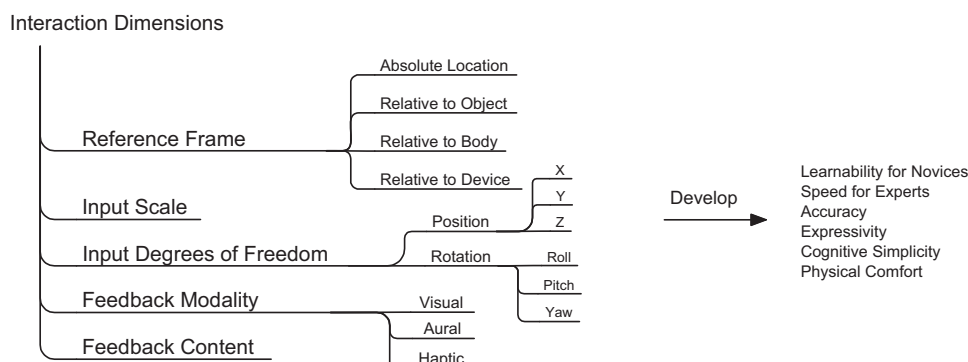 Interaction Dimensions
Reference Frame
Absolute Location
Relative to Object
Relative to Body
Relative to Device
Input Scale
Input Degrees of Freedom
Position
X
Y
Z
Rotation
Roll
Pitch
Yaw
Feedback Modality
Visual
Aural
Haptic
Feedback Content
Develop
Learnability for Novices
Speed for Experts
Accuracy
Expressivity
Cognitive Simplicity
Physical Comfort